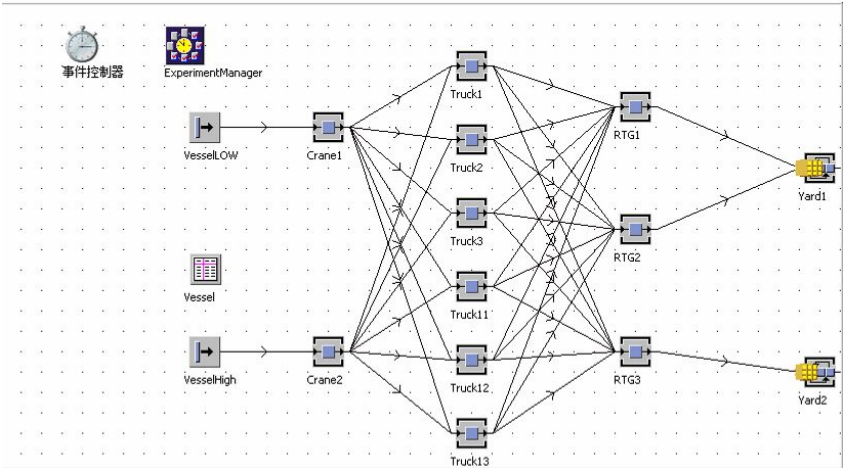 事件控制器
ExperimentManager
Truck1
RTG1
VesselLOW
Crane1
Truck2
Yard1
Truck3
RTG2
Vessel
Truck11
VesselHigh
Crane2
Truck12
RTG3
Yard2
Truck13